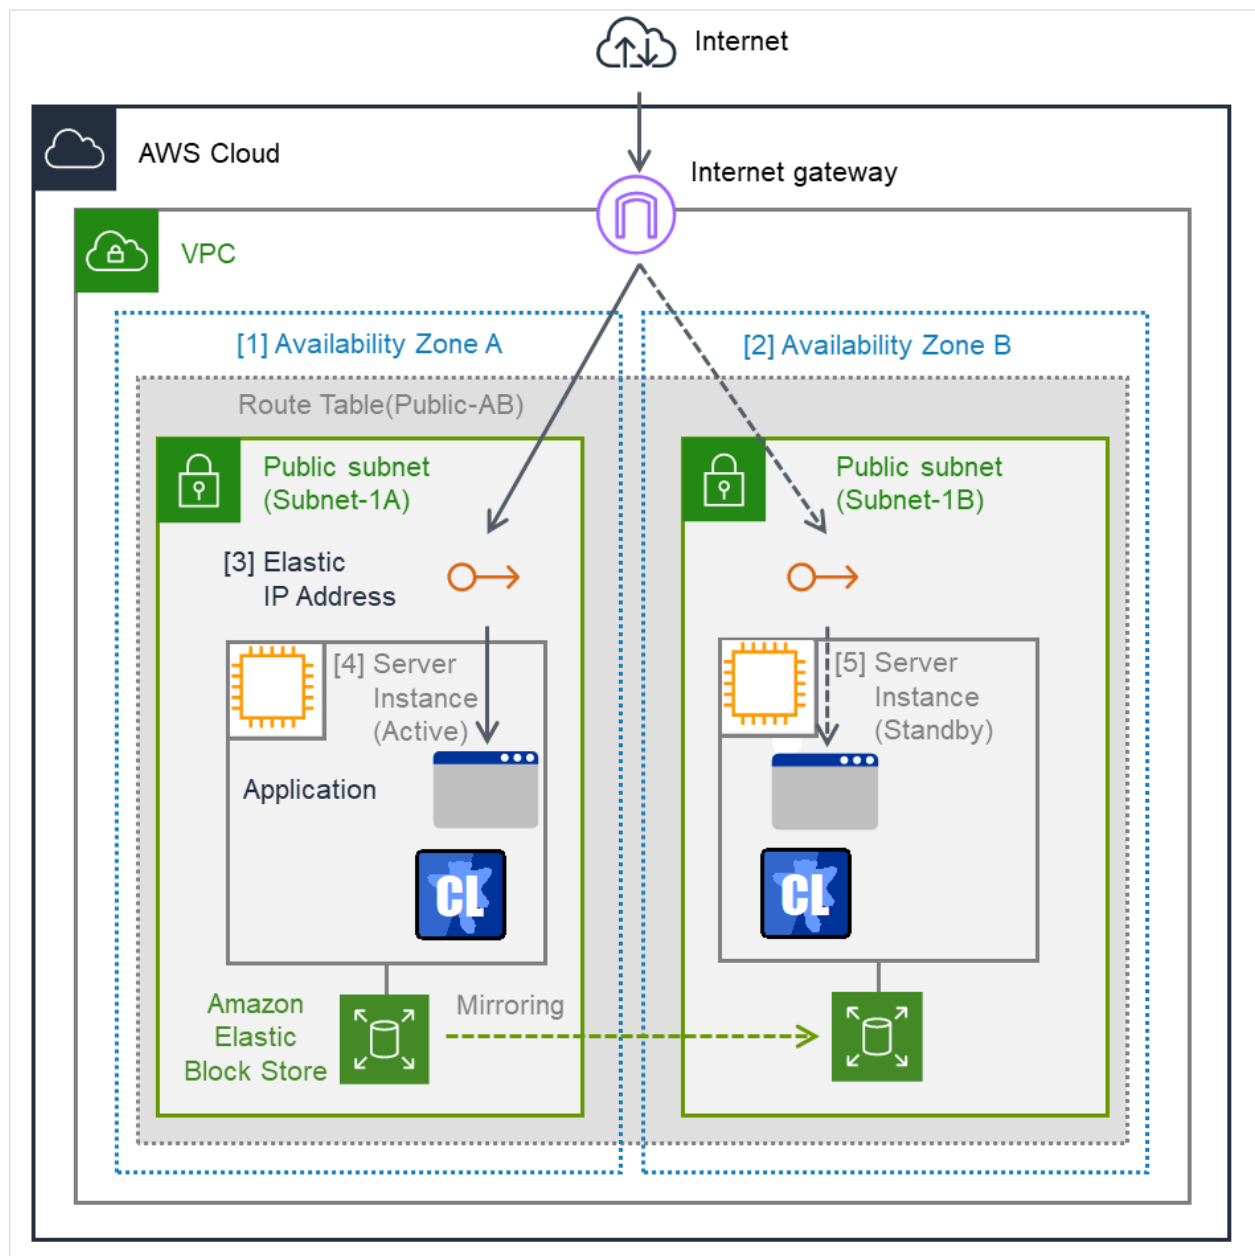 Internet
AWS Cloud
Internet gateway
VPC
[1] Availability Zone A
[2] Availability Zone B
Route Table(Public-AB)
Public subnet
(Subnet-1A)
Public subnet
(Subnet-1B)
[3] Elastic
IP Address
[4] Server
Instance
(Active)
[5] Server
Instance
(Standby)
Application
CL
CL
Amazon
Elastic
Block Store
Mirroring